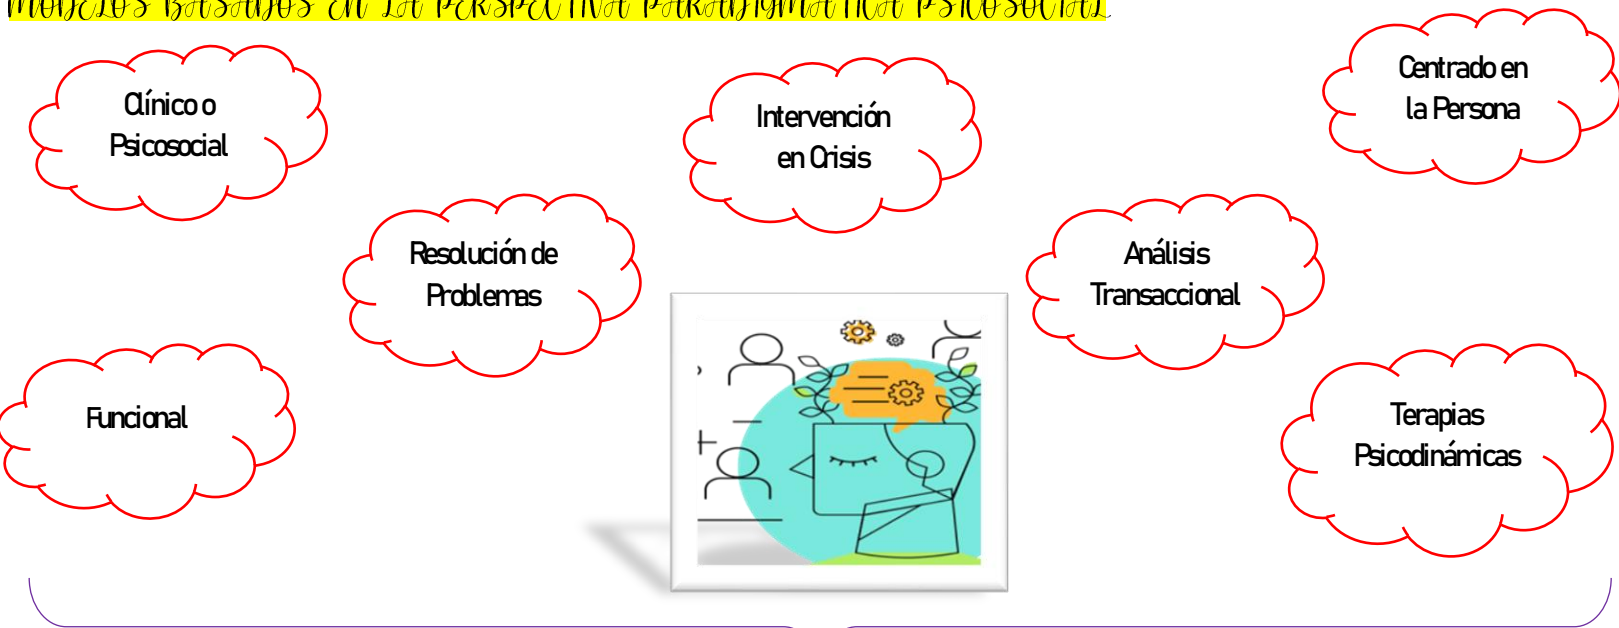 MODELOS BASADOS EN LA PERSPECTIVA PARADIGMÁTICA PSICOSOCIAL
Clínico o
Psicosocial
Intervención
en Crisis
Centrado en
la Persona
Resolución de
Problemas
Análisis
Transaccional
Funcional
Terapias
Psicodinámicas